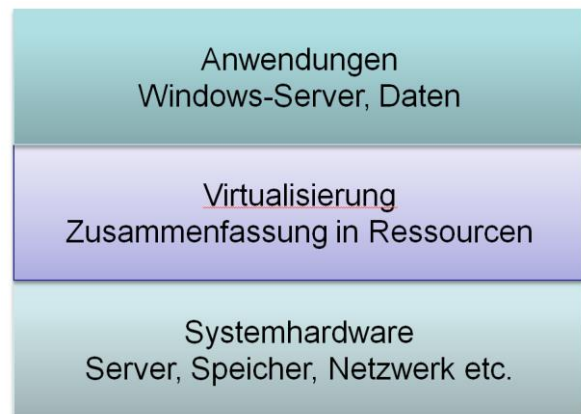 Anwendungen
Windows-Server, Daten
Virtualisierung
Zusammenfassung in Ressourcen
Systemhardware
Server, Speicher, Netzwerk etc.